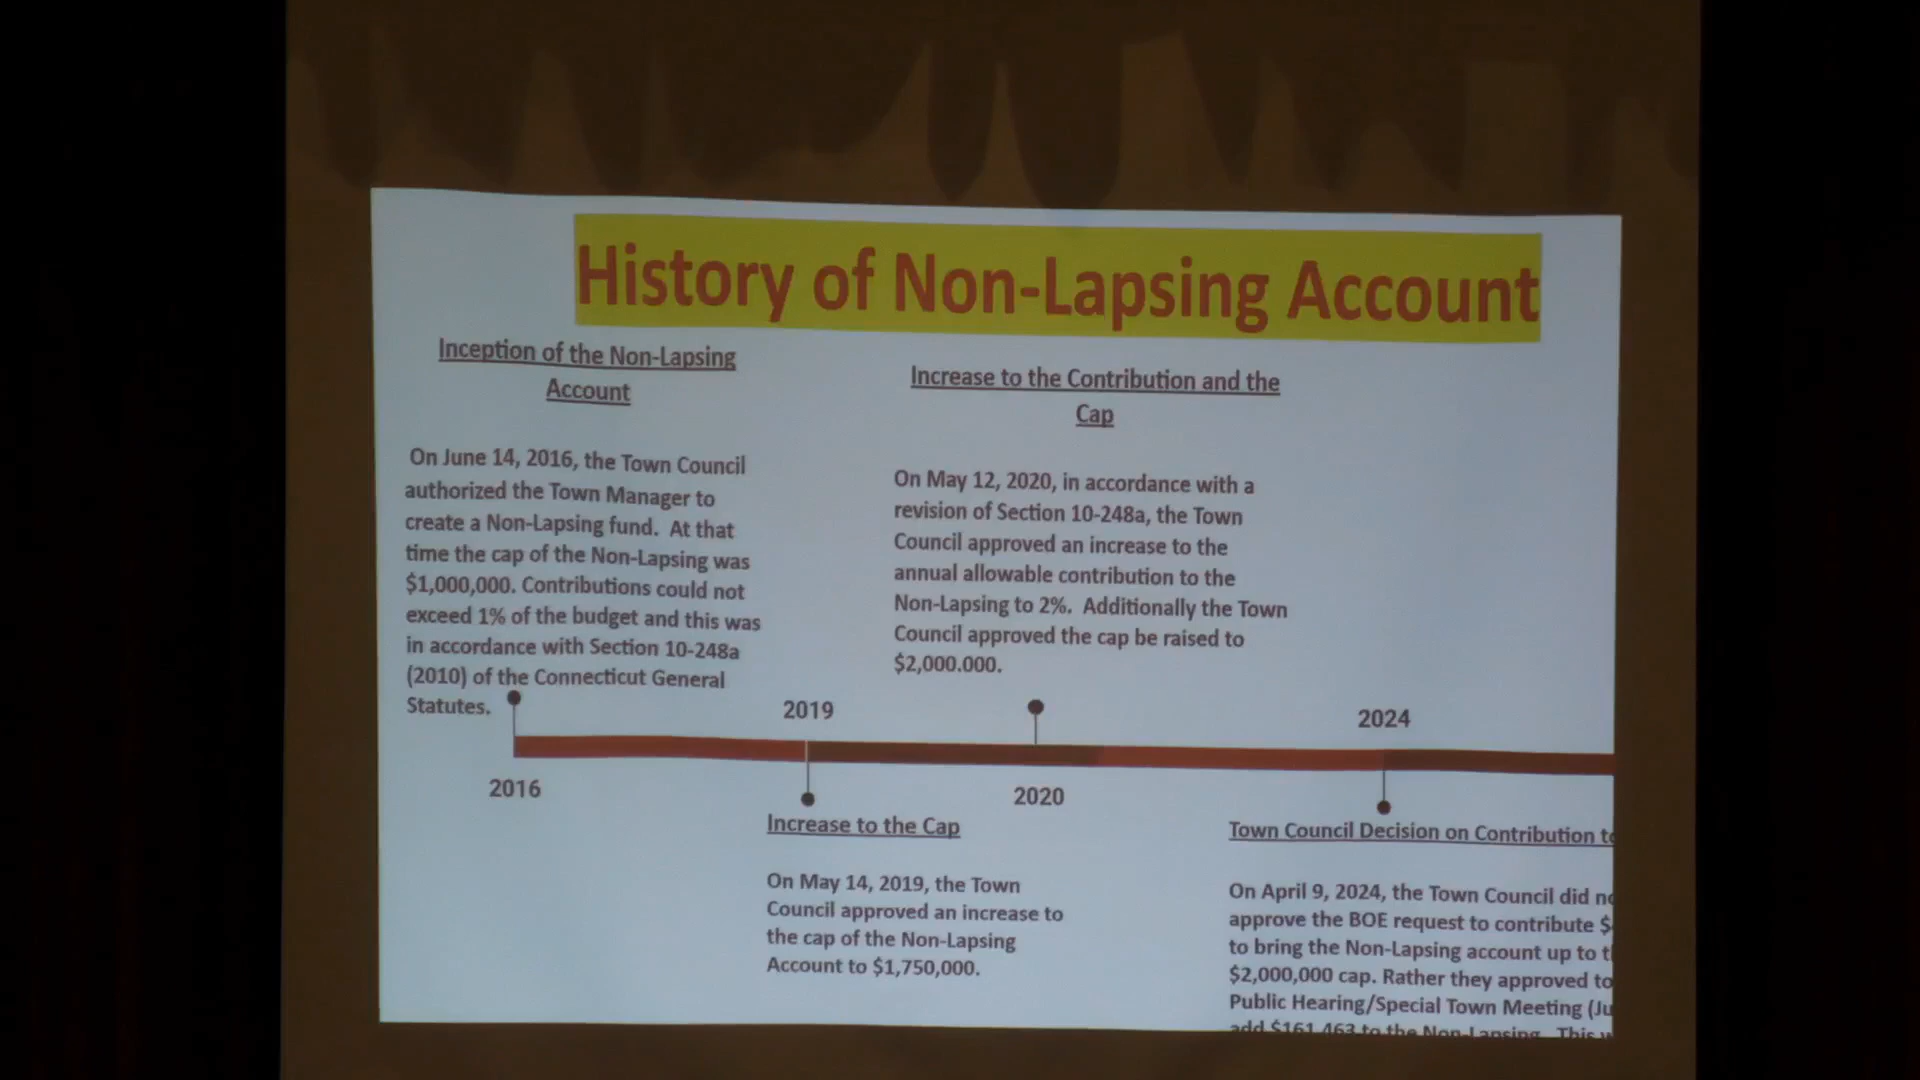 History of Non-Lapsing Account
Inception of the Non-Lapsing
Account
On June 14, 2016, the Town Council
authorized the Town Manager to
create a Non-Lapsing fund. At that
time the cap of the Non-Lapsing was
$1,000,000. Contributions could not
exceed 1% of the budget and this was
in accordance with Section 10-248a
(2010) of the Connecticut General
Statutes.
Increase to the Contribution and the
Cap
On May 12, 2020, in accordance with a
revision of Section 10-248a, the Town
Council approved an increase to the
annual allowable contribution to the
Non-Lapsing to 2%. Additionally the Town
Council approved the cap be raised to
$2,000.000.
2019
2024
2016
2020
Increase to the Cap
On May 14, 2019, the Town
Council approved an increase to
the cap of the Non-Lapsing
Account to $1,750,000.
Town Council Decision on Contribution
On April 9, 2024, the Town Council did
approve the BOE request to contribute
to bring the Non-Lapsing account up to
$2,000,000 cap. Rather they approved
Public Hearing/Special Town Meeting
add $161,463 to the Non-Lapsing. This